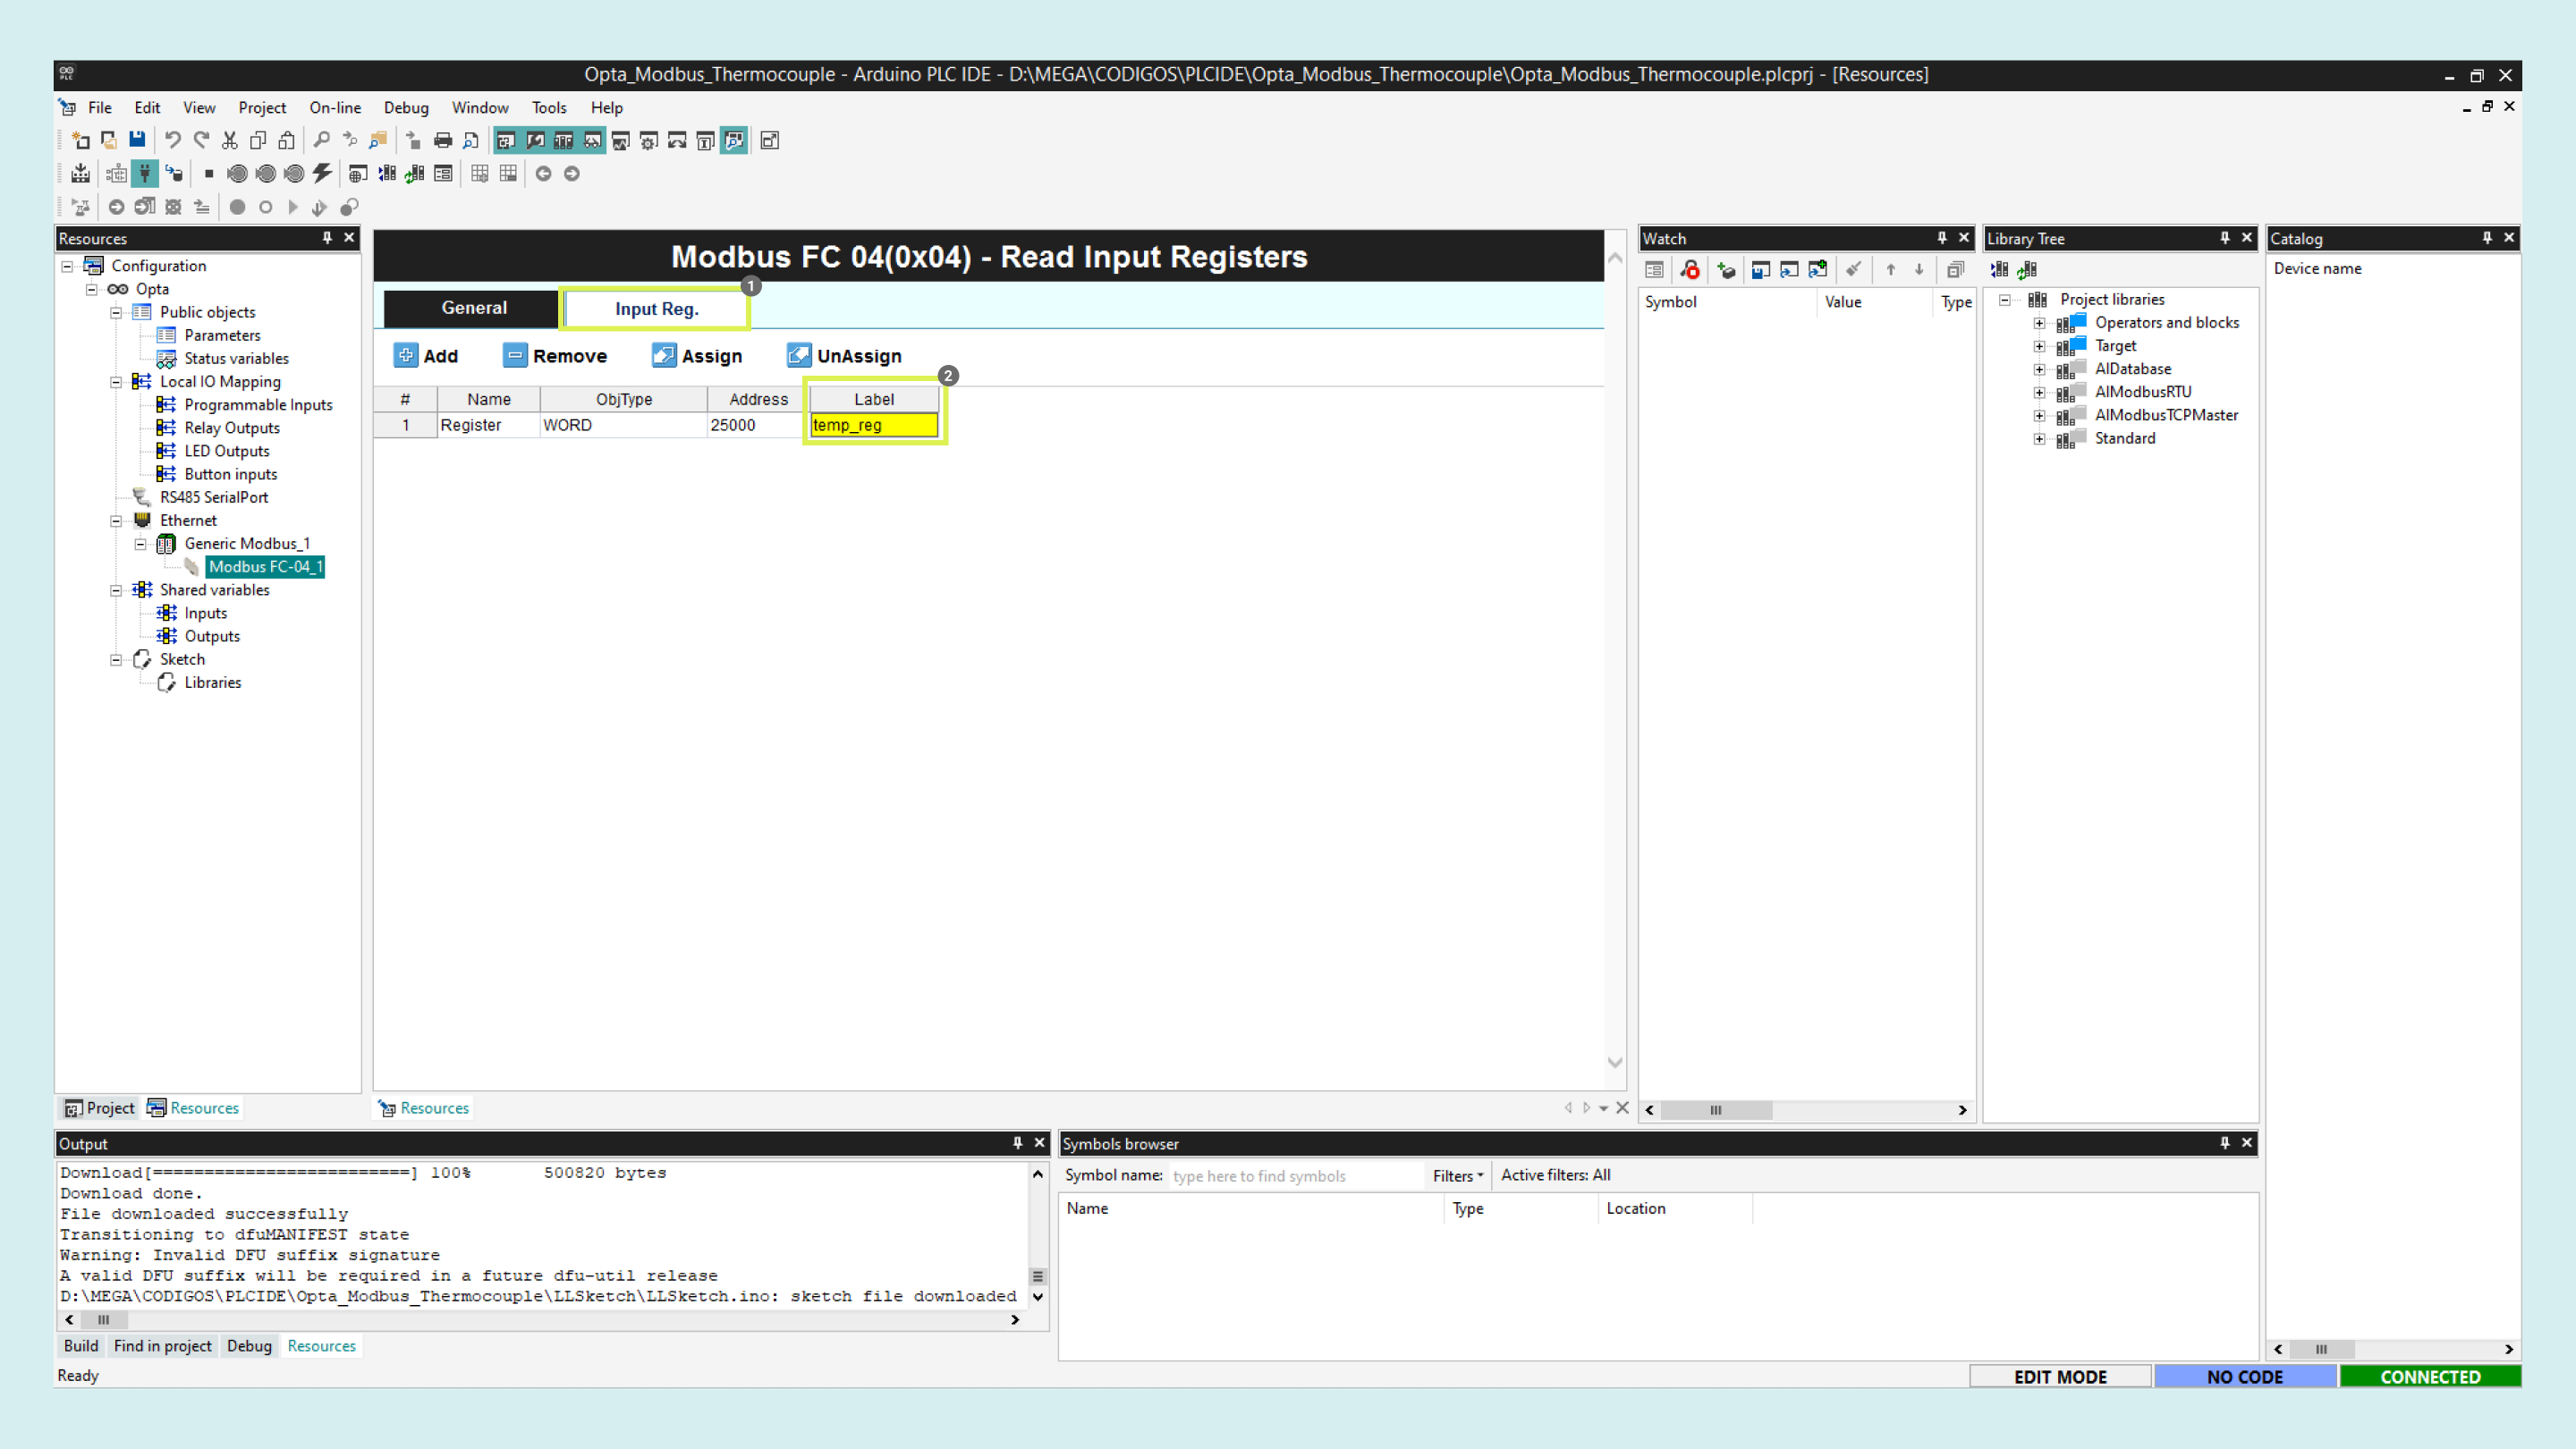 Opta_Modbus_Thermocouple - Arduino PLC IDE - D:\MEGA\CODIGOS\PLCIDE\Opta_Modbus_Thermocouple\Opta_Modbus_Thermocouple.plcprj - [Resources]
File Edit View Project On-line Debug Window Tools Help
Resources
Configuration
Opta
Public objects
Parameters
Status variables
Local IO Mapping
Programmable Inputs
Relay Outputs
LED Outputs
Button inputs
RS485 SerialPort
Ethernet
Generic Modbus_1
Modbus FC-04_1
Shared variables
Inputs
Outputs
Sketch
Libraries
Project Resources
Modbus FC 04(0x04) - Read Input Registers
General Input Reg. 1
Add Remove Assign UnAssign
2
# Name ObjType Address Label
1 Register WORD 25000 temp_reg
Resources
Watch
Symbol Value Type
Library Tree
Project libraries
Operators and blocks
Target
AlDatabase
AlModbusRTU
AlModbusTCPMaster
Standard
Catalog
Device name
Output
Download[=========================] 100% 500820 bytes
Download done.
File downloaded successfully
Transitioning to dfuMANIFEST state
Warning: Invalid DFU suffix signature
A valid DFU suffix will be required in a future dfu-util release
D:\MEGA\CODIGOS\PLCIDE\Opta_Modbus_Thermocouple\LLSketch\LLSketch.ino: sketch file downloaded
Build Find in project Debug Resources
Symbols browser
Symbol name: type here to find symbols Filters Active filters: All
Name Type Location
Ready
EDIT MODE NO CODE CONNECTED